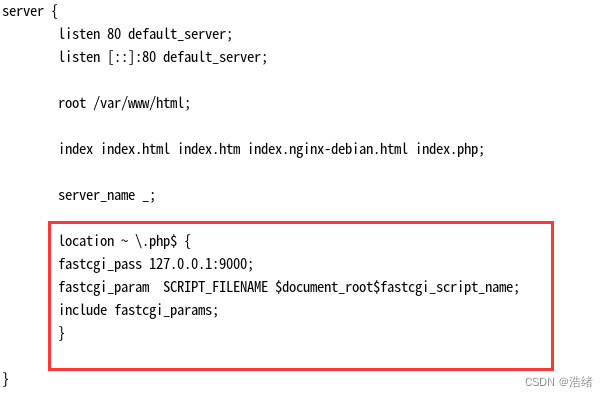 server {
listen 80 default_server;
listen [::]:80 default_server;
root /var/www/html;
index index.html index.htm index.nginx-debian.html index.php;
server_name _;
location ~ \.php$ {
fastcgi_pass 127.0.0.1:9000;
fastcgi_param  SCRIPT_FILENAME $document_root$fastcgi_script_name;
include fastcgi_params;
}
}
CSDN @浩绪